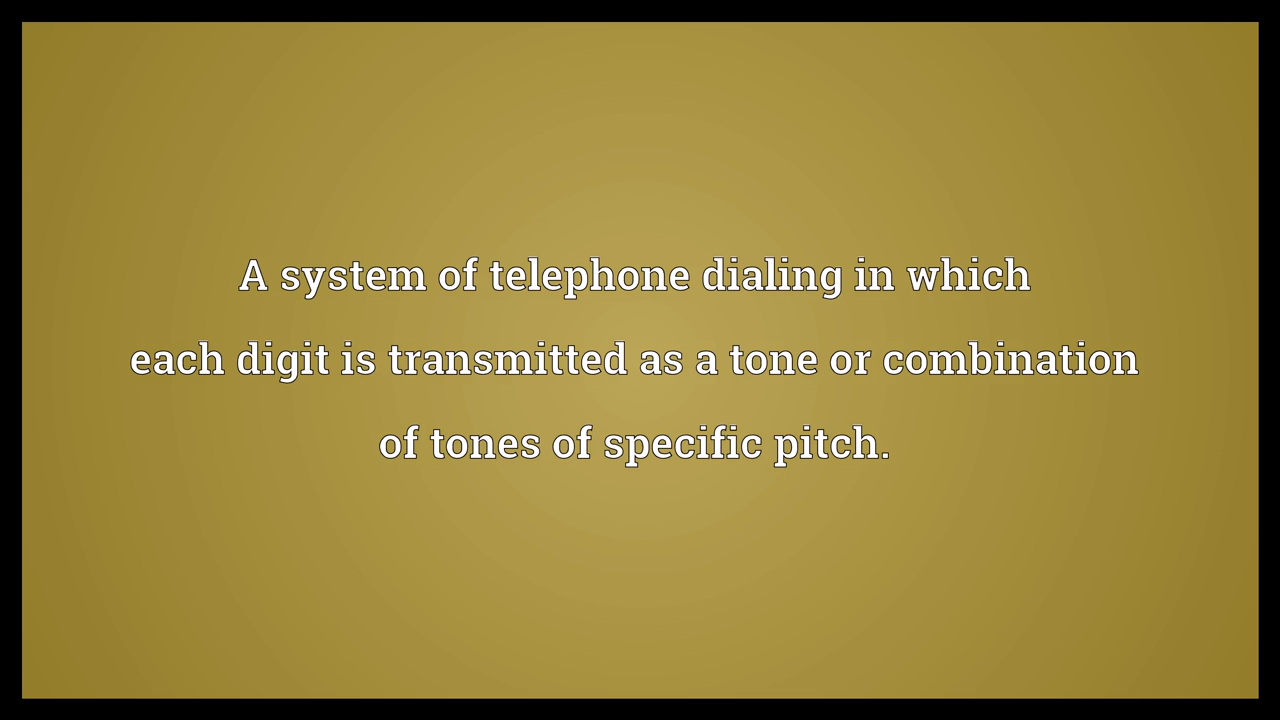 A system of telephone dialing in which
each digit is transmitted as a tone or combination
of tones of specific pitch.